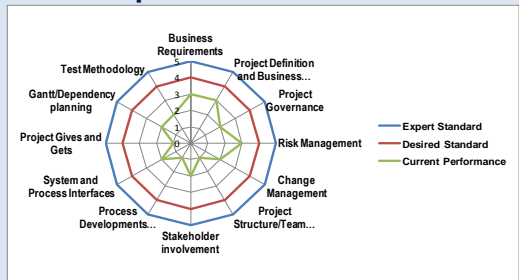 Business
Requirements
Project Definition
and Business...
Project
Governance
Risk Management
Change
Management
Project
Structure/Team...
Stakeholder
involvement
Process
Developments...
System and
Process Interfaces
Project Gives and
Gets
Gantt/Dependency
planning
Test Methodology
5
4
3
2
1
0
Expert Standard
Desired Standard
Current Performance